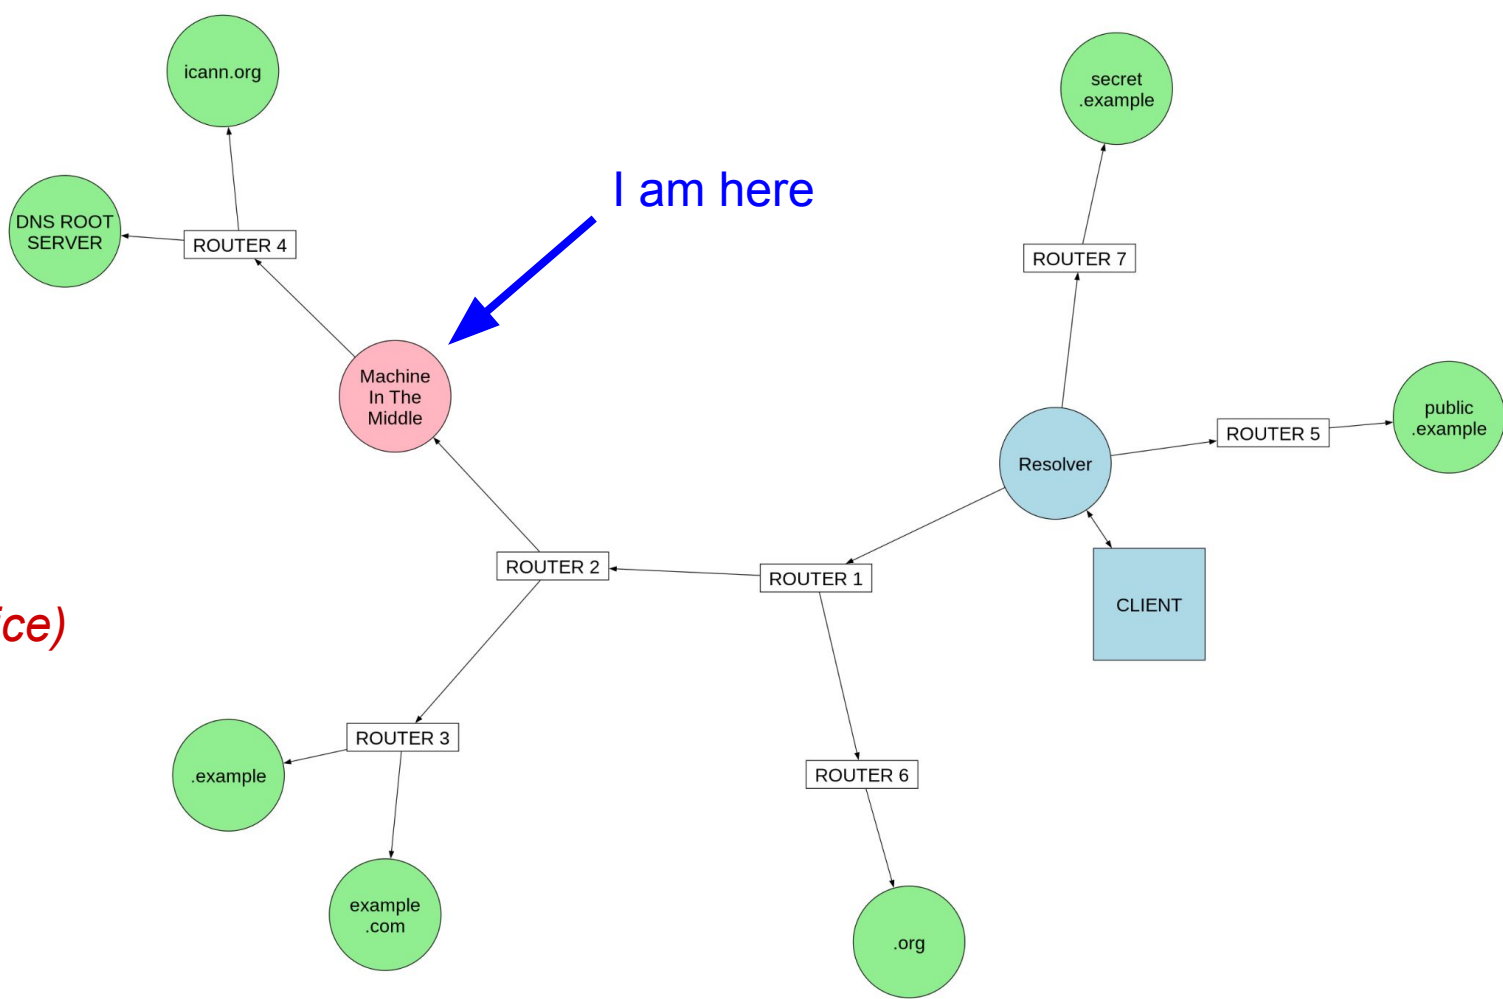 icann.org
secret
.example
I am here
DNS ROOT
SERVER
ROUTER 4
ROUTER 7
Machine
In The
Middle
public
.example
ROUTER 5
Resolver
ROUTER 2
ROUTER 1
CLIENT
ice)
ROUTER 3
.example
ROUTER 6
example
.com
.org